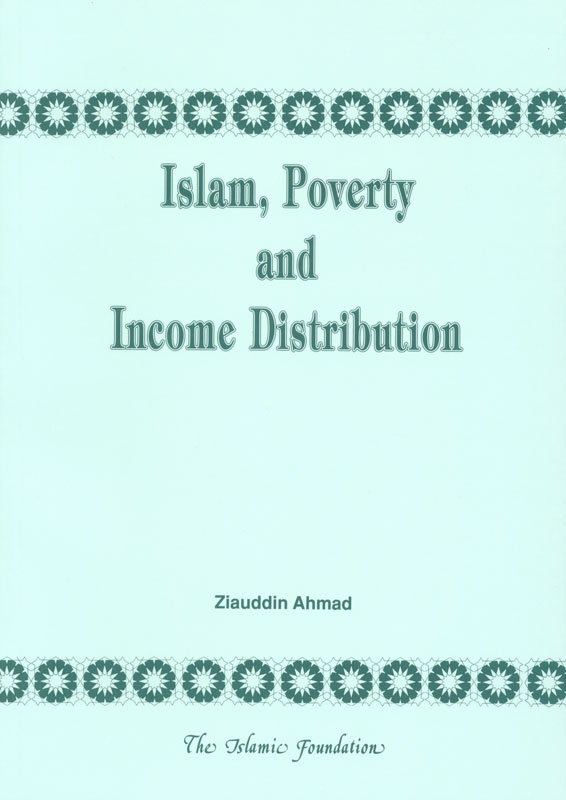 Islam, Poverty
and
Income Distribution
Ziauddin Ahmad
The Islamic Foundation